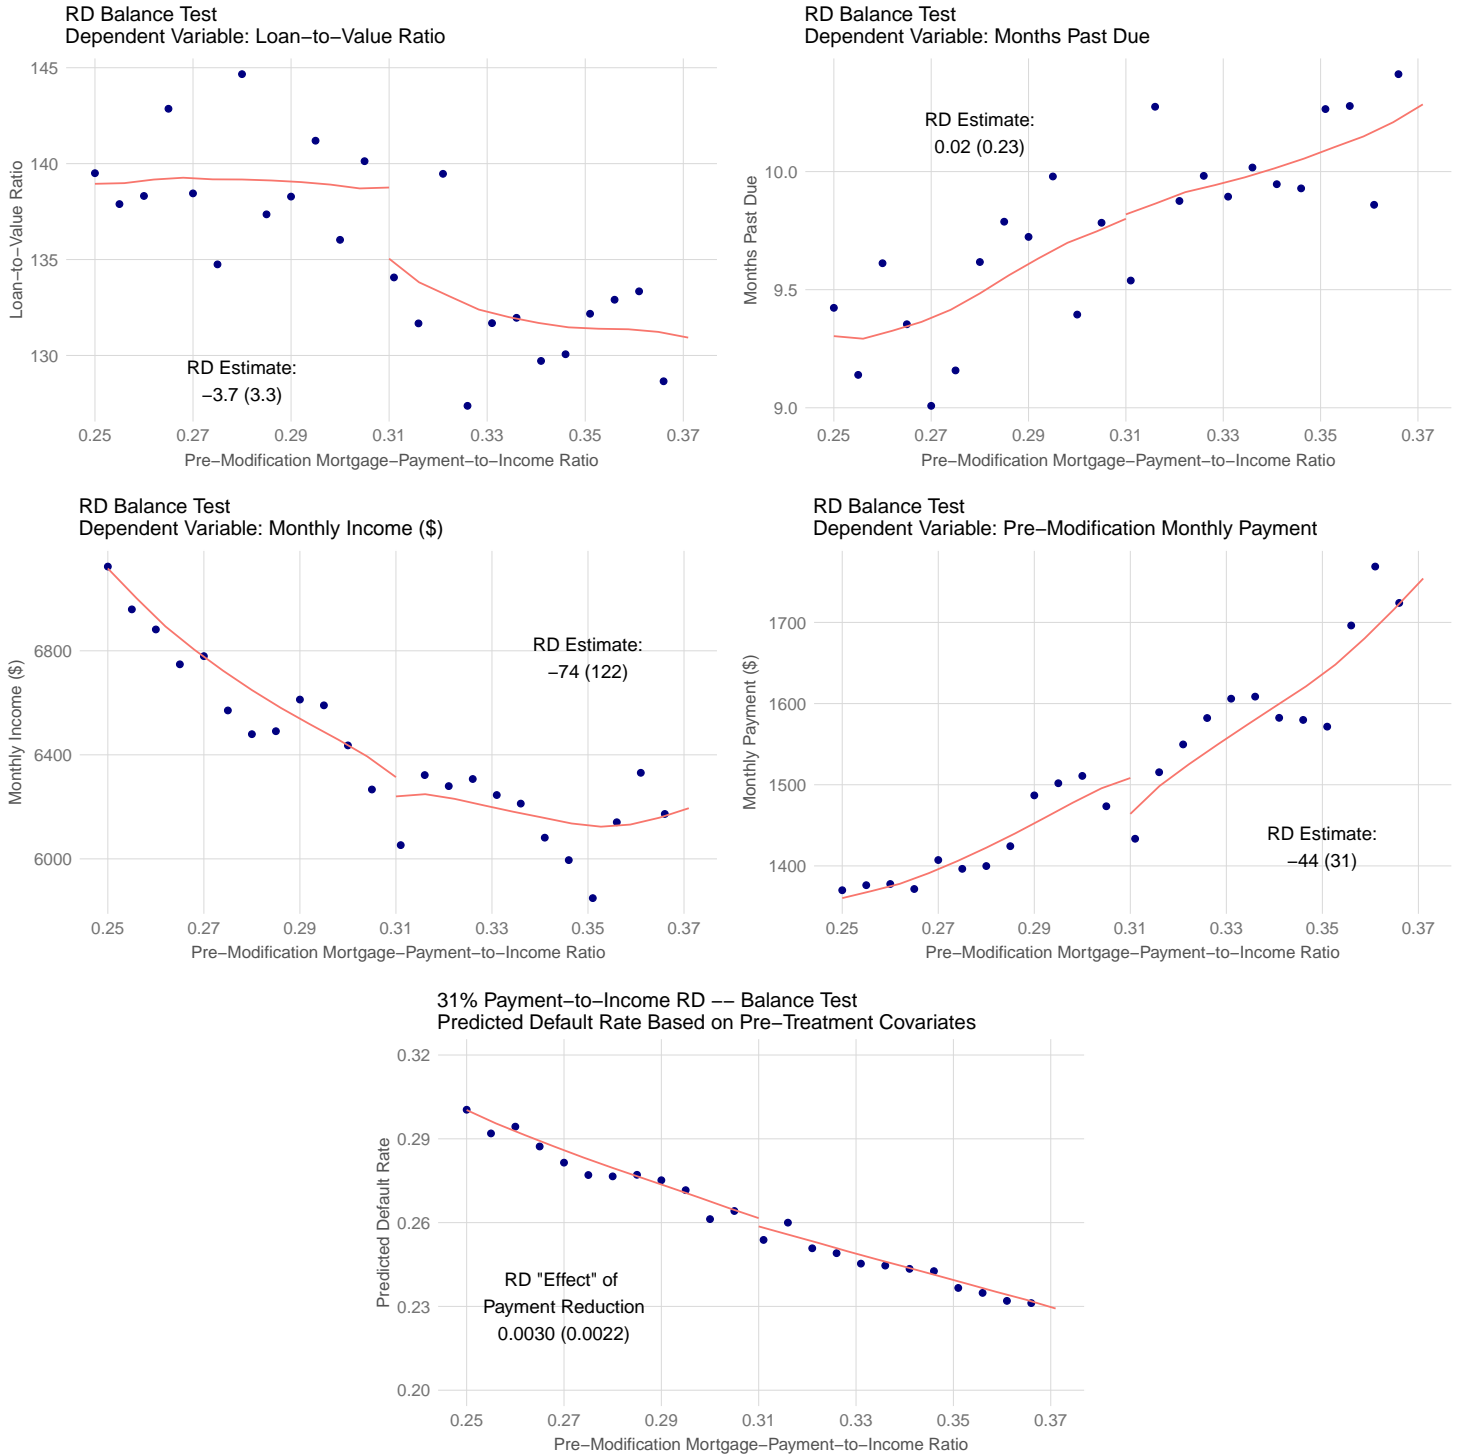 RD Balance Test
Dependent Variable: Loan−to−Value Ratio
145
140
135
130
Loan−to−Value Ratio
RD Estimate:
−3.7 (3.3)
0.25 0.27 0.29 0.31 0.33 0.35 0.37
Pre−Modification Mortgage−Payment−to−Income Ratio
RD Balance Test
Dependent Variable: Months Past Due
10.0
9.5
9.0
Months Past Due
RD Estimate:
0.02 (0.23)
0.25 0.27 0.29 0.31 0.33 0.35 0.37
Pre−Modification Mortgage−Payment−to−Income Ratio
RD Balance Test
Dependent Variable: Monthly Income ($)
6800
6400
6000
Monthly Income ($)
RD Estimate:
−74 (122)
0.25 0.27 0.29 0.31 0.33 0.35 0.37
Pre−Modification Mortgage−Payment−to−Income Ratio
RD Balance Test
Dependent Variable: Pre−Modification Monthly Payment
1700
1600
1500
1400
Monthly Payment ($)
RD Estimate:
−44 (31)
0.25 0.27 0.29 0.31 0.33 0.35 0.37
Pre−Modification Mortgage−Payment−to−Income Ratio
31% Payment−to−Income RD −− Balance Test
Predicted Default Rate Based on Pre−Treatment Covariates
0.32
0.29
0.26
0.23
0.20
Predicted Default Rate
RD "Effect" of
Payment Reduction
0.0030 (0.0022)
0.25 0.27 0.29 0.31 0.33 0.35 0.37
Pre−Modification Mortgage−Payment−to−Income Ratio